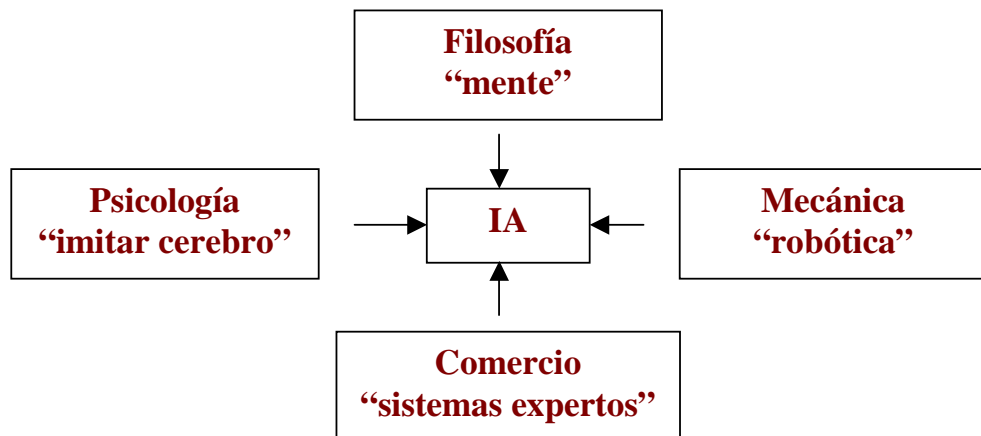 Filosofía
“mente”
Psicología
“imitar cerebro”
IA
Mecánica
“robótica”
Comercio
“sistemas expertos”